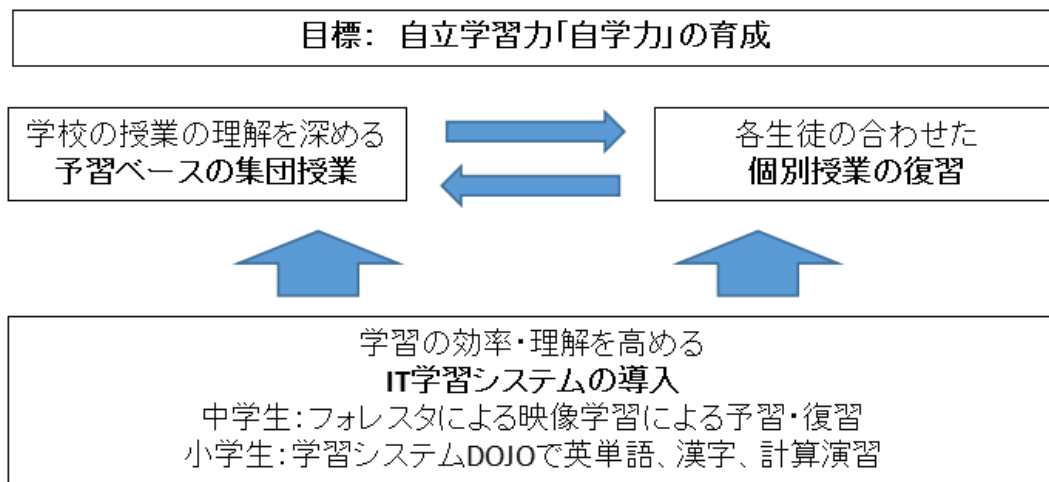 目標： 自立学習力「自学力」の育成
学校の授業の理解を深める
予習ベースの集団授業
各生徒の合わせた
個別授業の復習
学習の効率・理解を高める
IT学習システムの導入
中学生：フォレスタによる映像学習による予習・復習
小学生：学習システムDOJOで英単語、漢字、計算演習